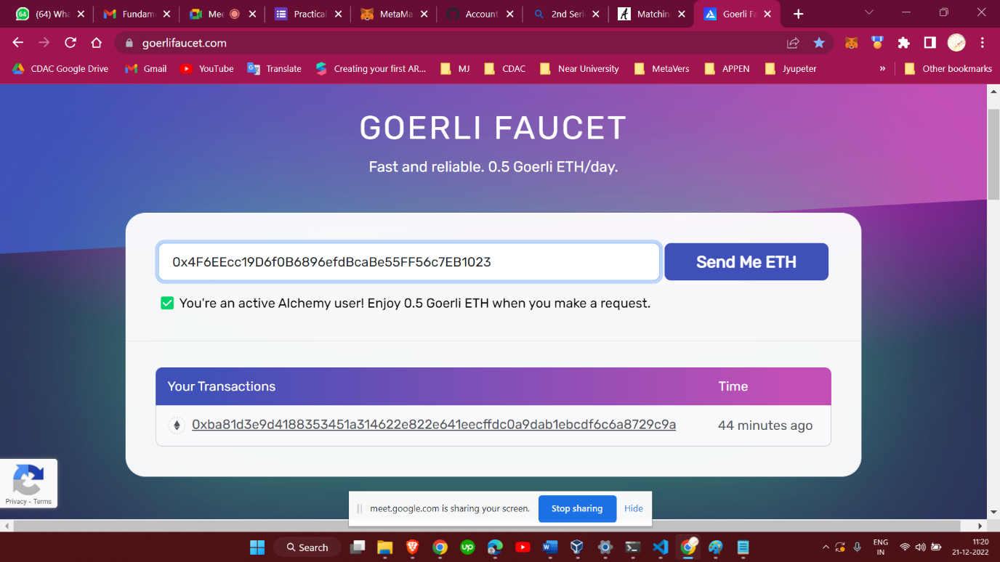 (64) Wha
Fundam
Mee
Practical
MetaMa
Account
2nd Seri
Matchin
Goerli Fa
goerlifaucet.com
CDAC Google Drive
Gmail
YouTube
Translate
Creating your first AR...
MJ
CDAC
Near University
MetaVers
APPEN
Jyupeter
»
Other bookmarks
GOERLI FAUCET
Fast and reliable. 0.5 Goerli ETH/day.
0x4F6EEcc19D6f0B6896efdBcaBe55FF56c7EB1023
Send Me ETH
You're an active Alchemy user! Enjoy 0.5 Goerli ETH when you make a request.
Your Transactions
Time
0xba81d3e9d4188353451a314622e822e641eecffdc0a9dab1ebcdf6c6a8729c9a
44 minutes ago
Privacy - Terms
meet.google.com is sharing your screen.
Stop sharing
Hide
Search
ENG
IN
11:20
21-12-2022